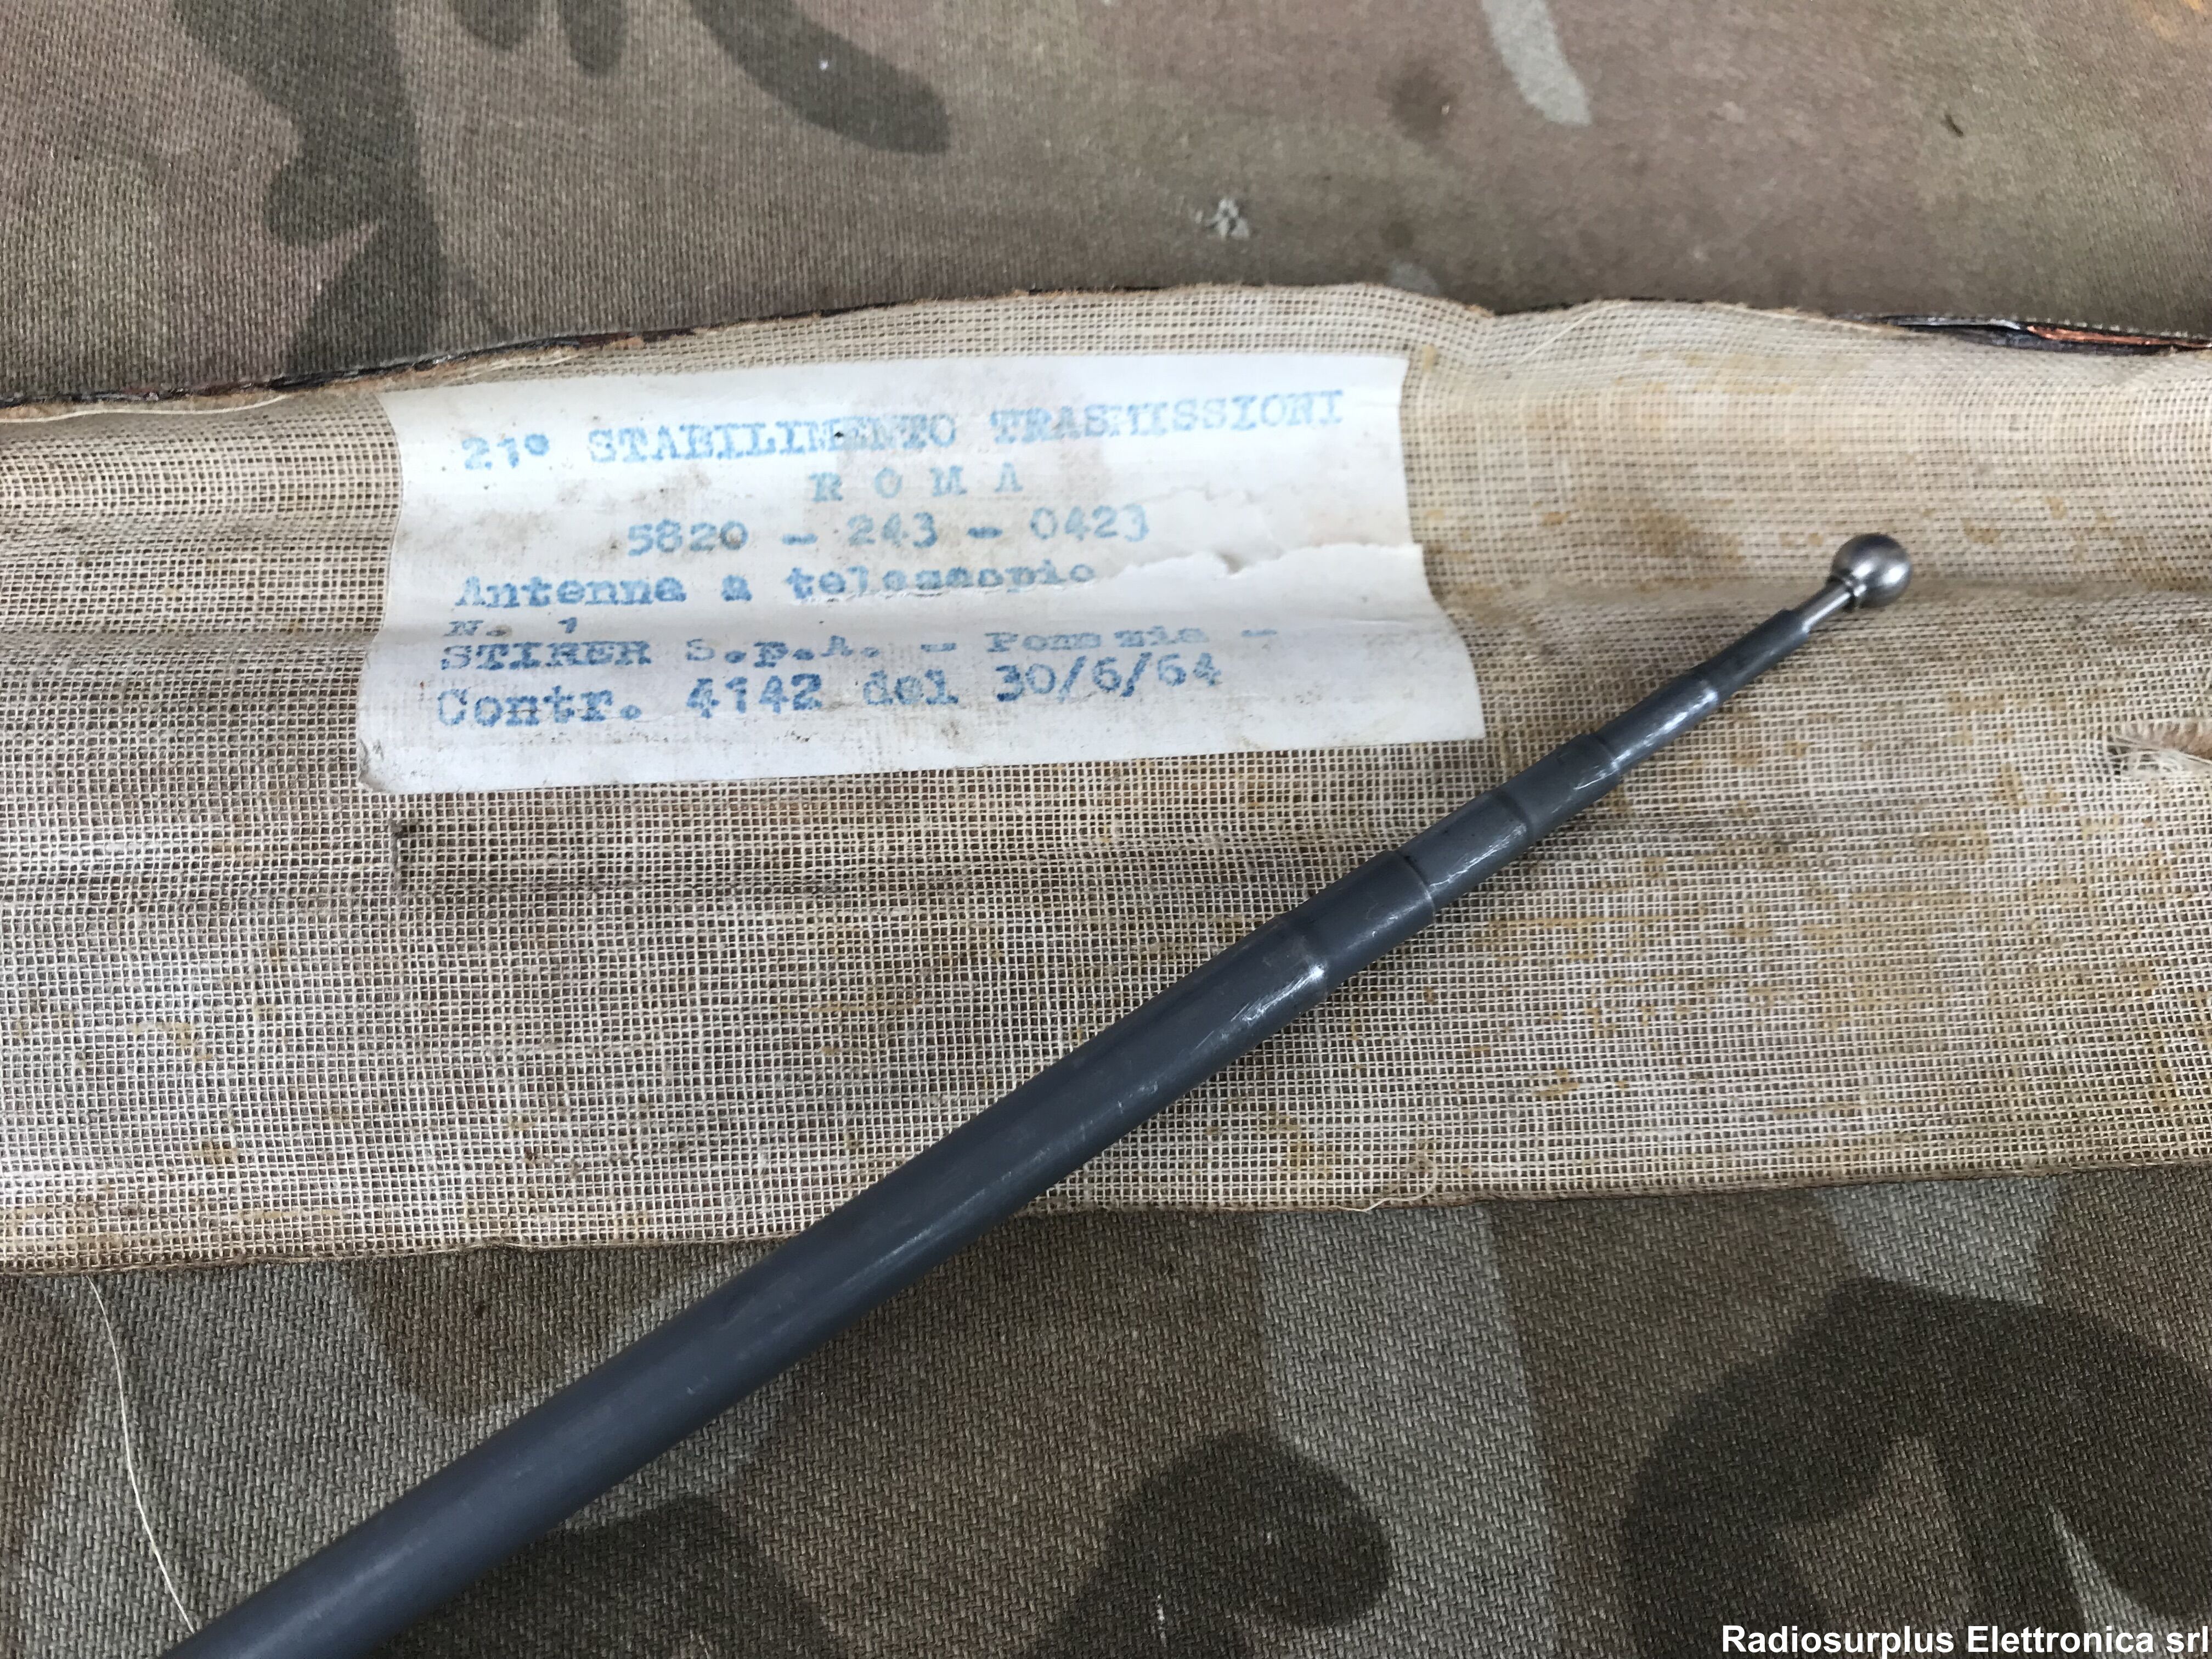 21° STABILIMENTO TRASMISSIONI
R O M A
5820 - 243 - 0423
Antenna a telescopio
N. 1
STIRER S.p.A. - Pomezia -
Contr. 4142 del 30/6/64
Radiosurplus Elettronica srl